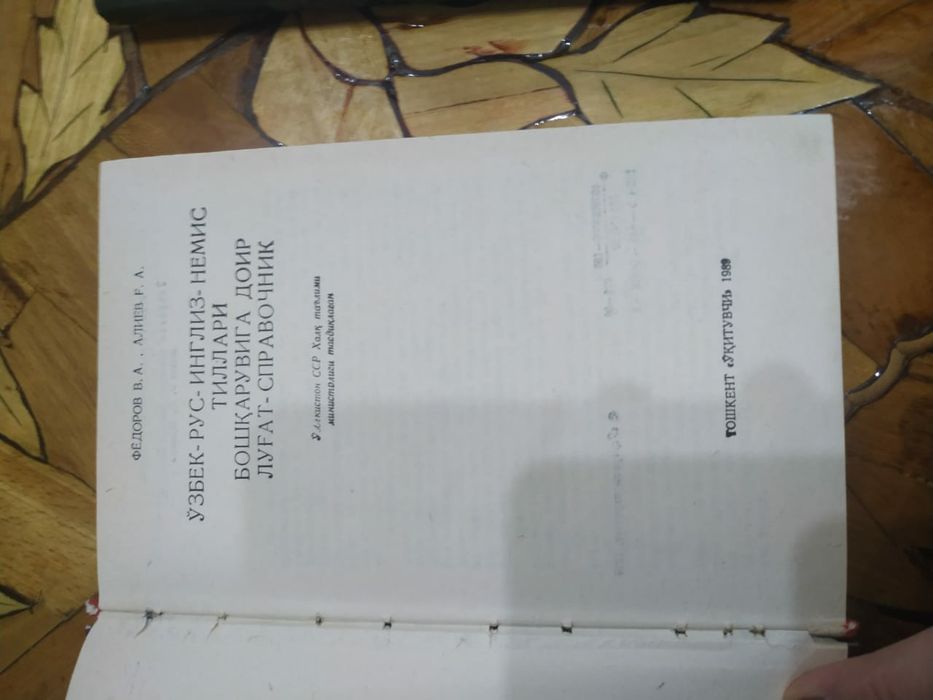 ФЁДОРОВ В. А., АЛИЕВ F. А.
ЎЗБЕК-РУС-ИНГЛИЗ-НЕМИС
ТИЛЛАРИ
БОШҚАРУВИГА ДОИР
ЛУҒАТ-СПРАВОЧНИК
Ўзбекистон ССР Халқ таълими
министрлиги тасдиқлаган
ТОШКЕНТ «ЎҚИТУВЧИ» 1989